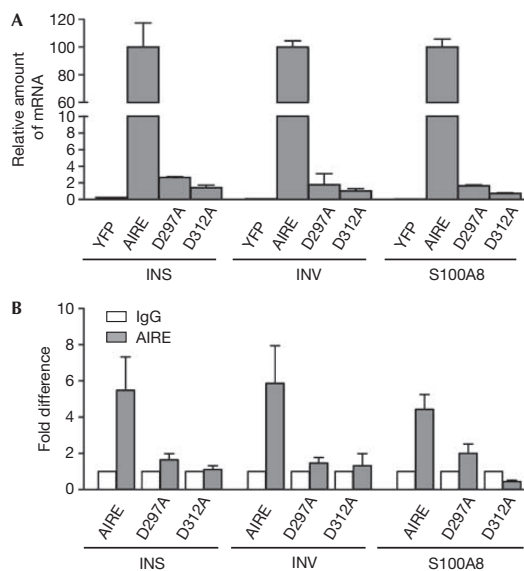 A
Relative amount
of mRNA
120
100
80
60
10
8
6
4
2
0
YFP AIRE D297A D312A YFP AIRE D297A D312A YFP AIRE D297A D312A
INS INV S100A8
B
Fold difference
10
8
6
4
2
0
IgG
AIRE
AIRE D297A D312A AIRE D297A D312A AIRE D297A D312A
INS INV S100A8